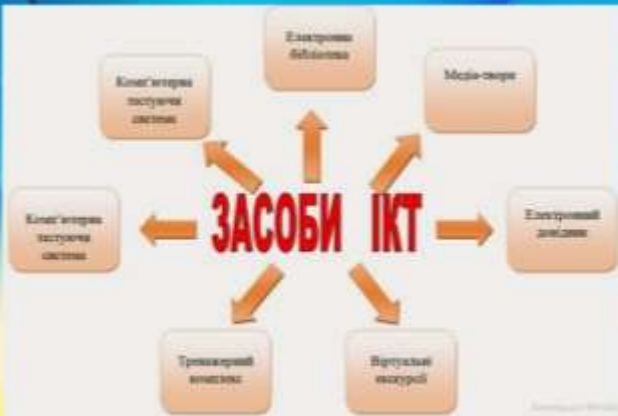 Електронна
бібліотека
Комп'ютерна
тестуюча
система
Медіа-твори
ЗАСОБИ ІКТ
Комп'ютерна
тестуюча
система
Електронний
довідник
Тренажерний
комплекс
Віртуальні
екскурсії